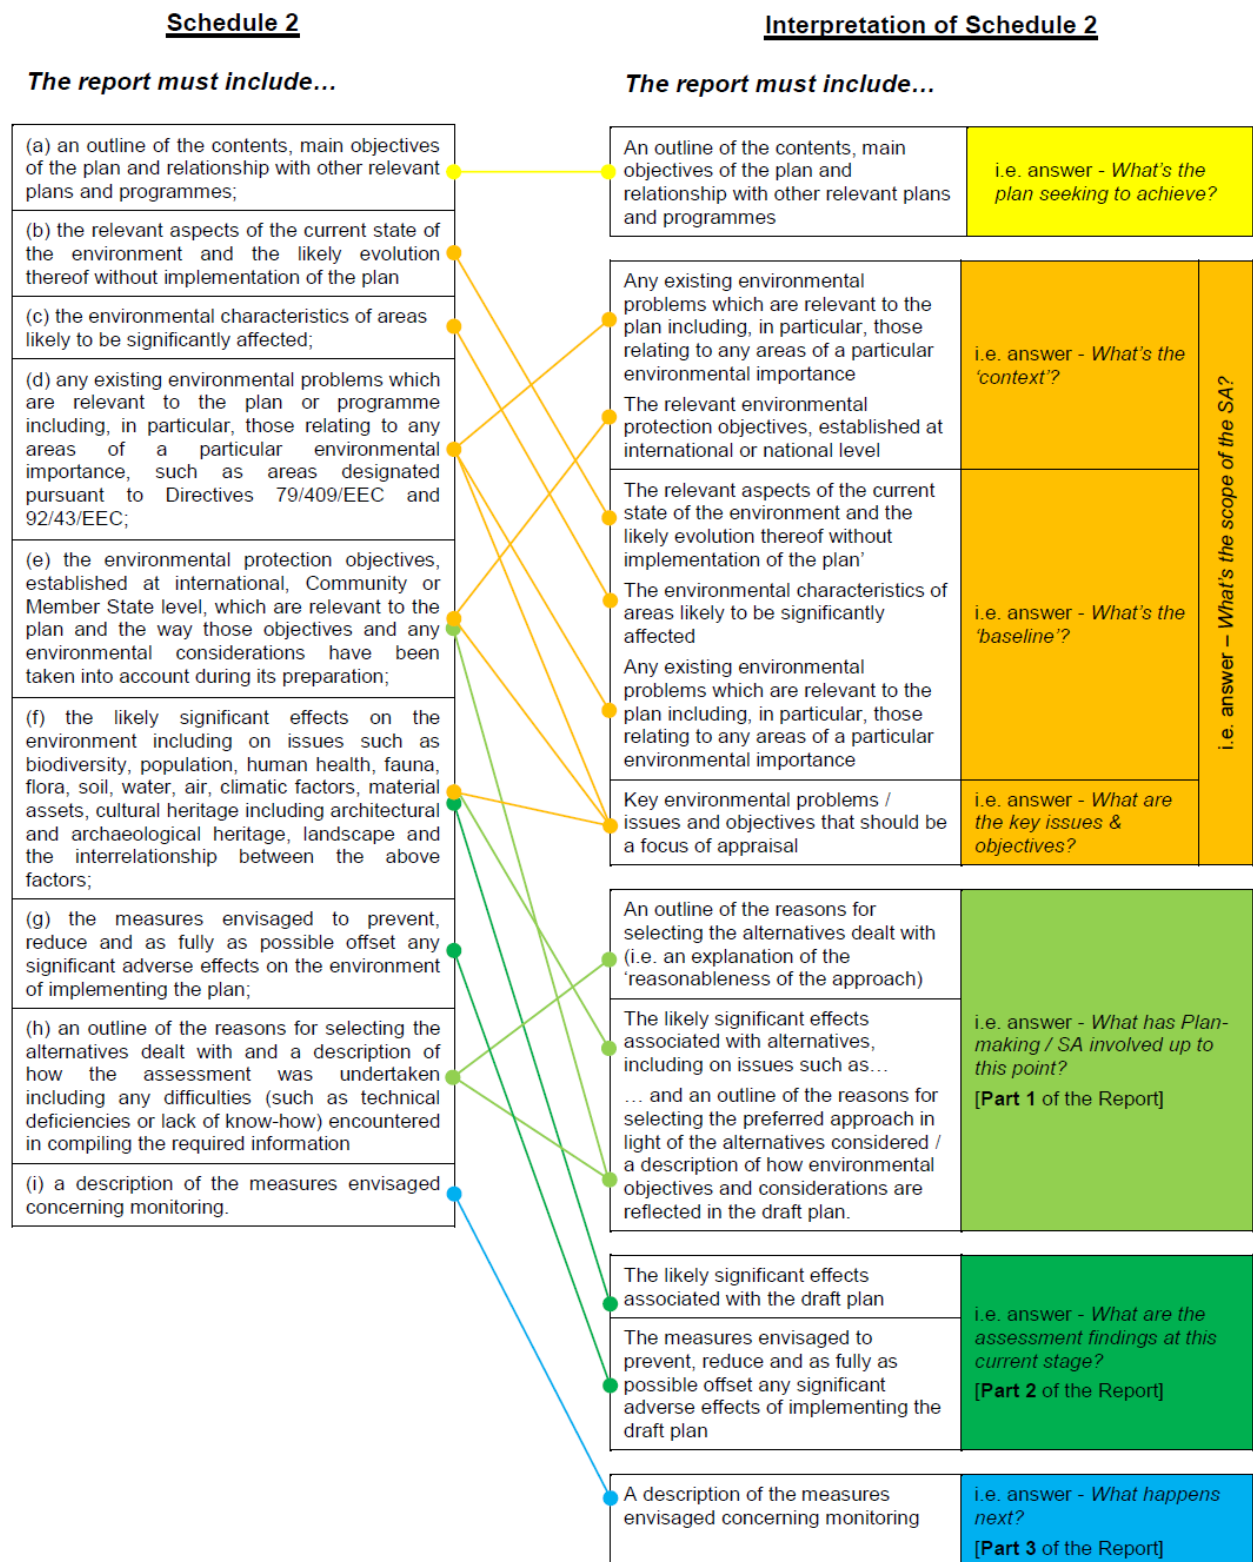 Schedule 2
The report must include…
(a) an outline of the contents, main objectives
of the plan and relationship with other relevant
plans and programmes;
(b) the relevant aspects of the current state of
the environment and the likely evolution
thereof without implementation of the plan
(c) the environmental characteristics of areas
likely to be significantly affected;
(d) any existing environmental problems which
are relevant to the plan or programme
including, in particular, those relating to any
areas of a particular environmental
importance, such as areas designated
pursuant to Directives 79/409/EEC and
92/43/EEC;
(e) the environmental protection objectives,
established at international, Community or
Member State level, which are relevant to the
plan and the way those objectives and any
environmental considerations have been
taken into account during its preparation;
(f) the likely significant effects on the
environment including on issues such as
biodiversity, population, human health, fauna,
flora, soil, water, air, climatic factors, material
assets, cultural heritage including architectural
and archaeological heritage, landscape and
the interrelationship between the above
factors;
(g) the measures envisaged to prevent,
reduce and as fully as possible offset any
significant adverse effects on the environment
of implementing the plan;
(h) an outline of the reasons for selecting the
alternatives dealt with and a description of
how the assessment was undertaken
including any difficulties (such as technical
deficiencies or lack of know-how) encountered
in compiling the required information
(i) a description of the measures envisaged
concerning monitoring.
Interpretation of Schedule 2
The report must include…
An outline of the contents, main
objectives of the plan and
relationship with other relevant plans
and programmes
i.e. answer - What's the
plan seeking to achieve?
Any existing environmental
problems which are relevant to the
plan including, in particular, those
relating to any areas of a particular
environmental importance
The relevant environmental
protection objectives, established at
international or national level
i.e. answer - What's the
‘context’?
The relevant aspects of the current
state of the environment and the
likely evolution thereof without
implementation of the plan’
The environmental characteristics of
areas likely to be significantly
affected
Any existing environmental
problems which are relevant to the
plan including, in particular, those
relating to any areas of a particular
environmental importance
i.e. answer - What's the
‘baseline’?
Key environmental problems /
issues and objectives that should be
a focus of appraisal
i.e. answer - What are
the key issues &
objectives?
i.e. answer – What's the scope of the SA?
An outline of the reasons for
selecting the alternatives dealt with
(i.e. an explanation of the
‘reasonableness of the approach)
The likely significant effects
associated with alternatives,
including on issues such as…
… and an outline of the reasons for
selecting the preferred approach in
light of the alternatives considered /
a description of how environmental
objectives and considerations are
reflected in the draft plan.
i.e. answer - What has Plan-
making / SA involved up to
this point?
[Part 1 of the Report]
The likely significant effects
associated with the draft plan
The measures envisaged to
prevent, reduce and as fully as
possible offset any significant
adverse effects of implementing the
draft plan
i.e. answer - What are the
assessment findings at this
current stage?
[Part 2 of the Report]
A description of the measures
envisaged concerning monitoring
i.e. answer - What happens
next?
[Part 3 of the Report]